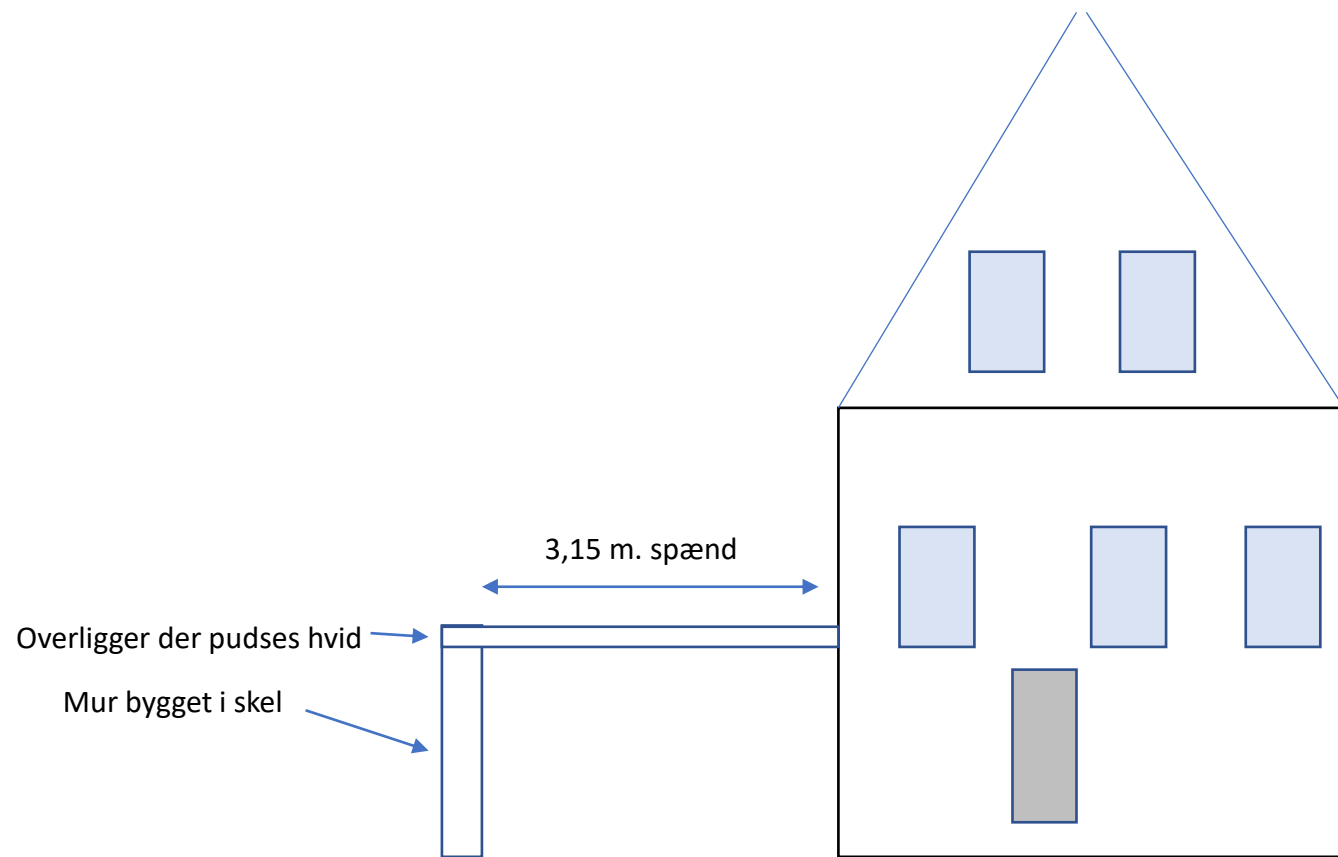 3,15 m. spænd
Overligger der pudses hvid
Mur bygget i skel